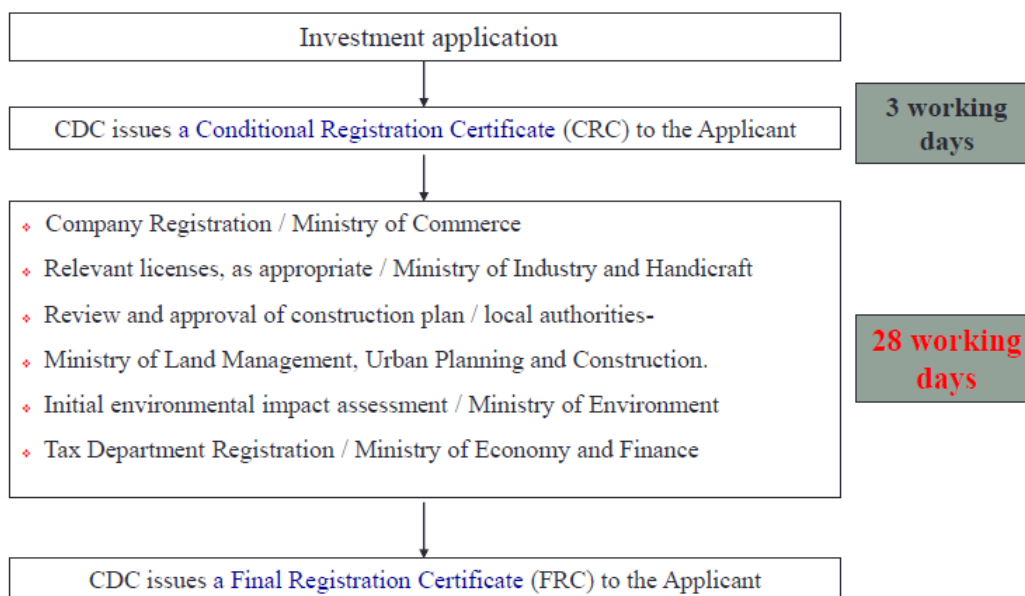 Investment application
CDC issues a Conditional Registration Certificate (CRC) to the Applicant
3 working
days
❖ Company Registration / Ministry of Commerce
❖ Relevant licenses, as appropriate / Ministry of Industry and Handicraft
❖ Review and approval of construction plan / local authorities-
❖ Ministry of Land Management, Urban Planning and Construction.
❖ Initial environmental impact assessment / Ministry of Environment
❖ Tax Department Registration / Ministry of Economy and Finance
28 working
days
CDC issues a Final Registration Certificate (FRC) to the Applicant